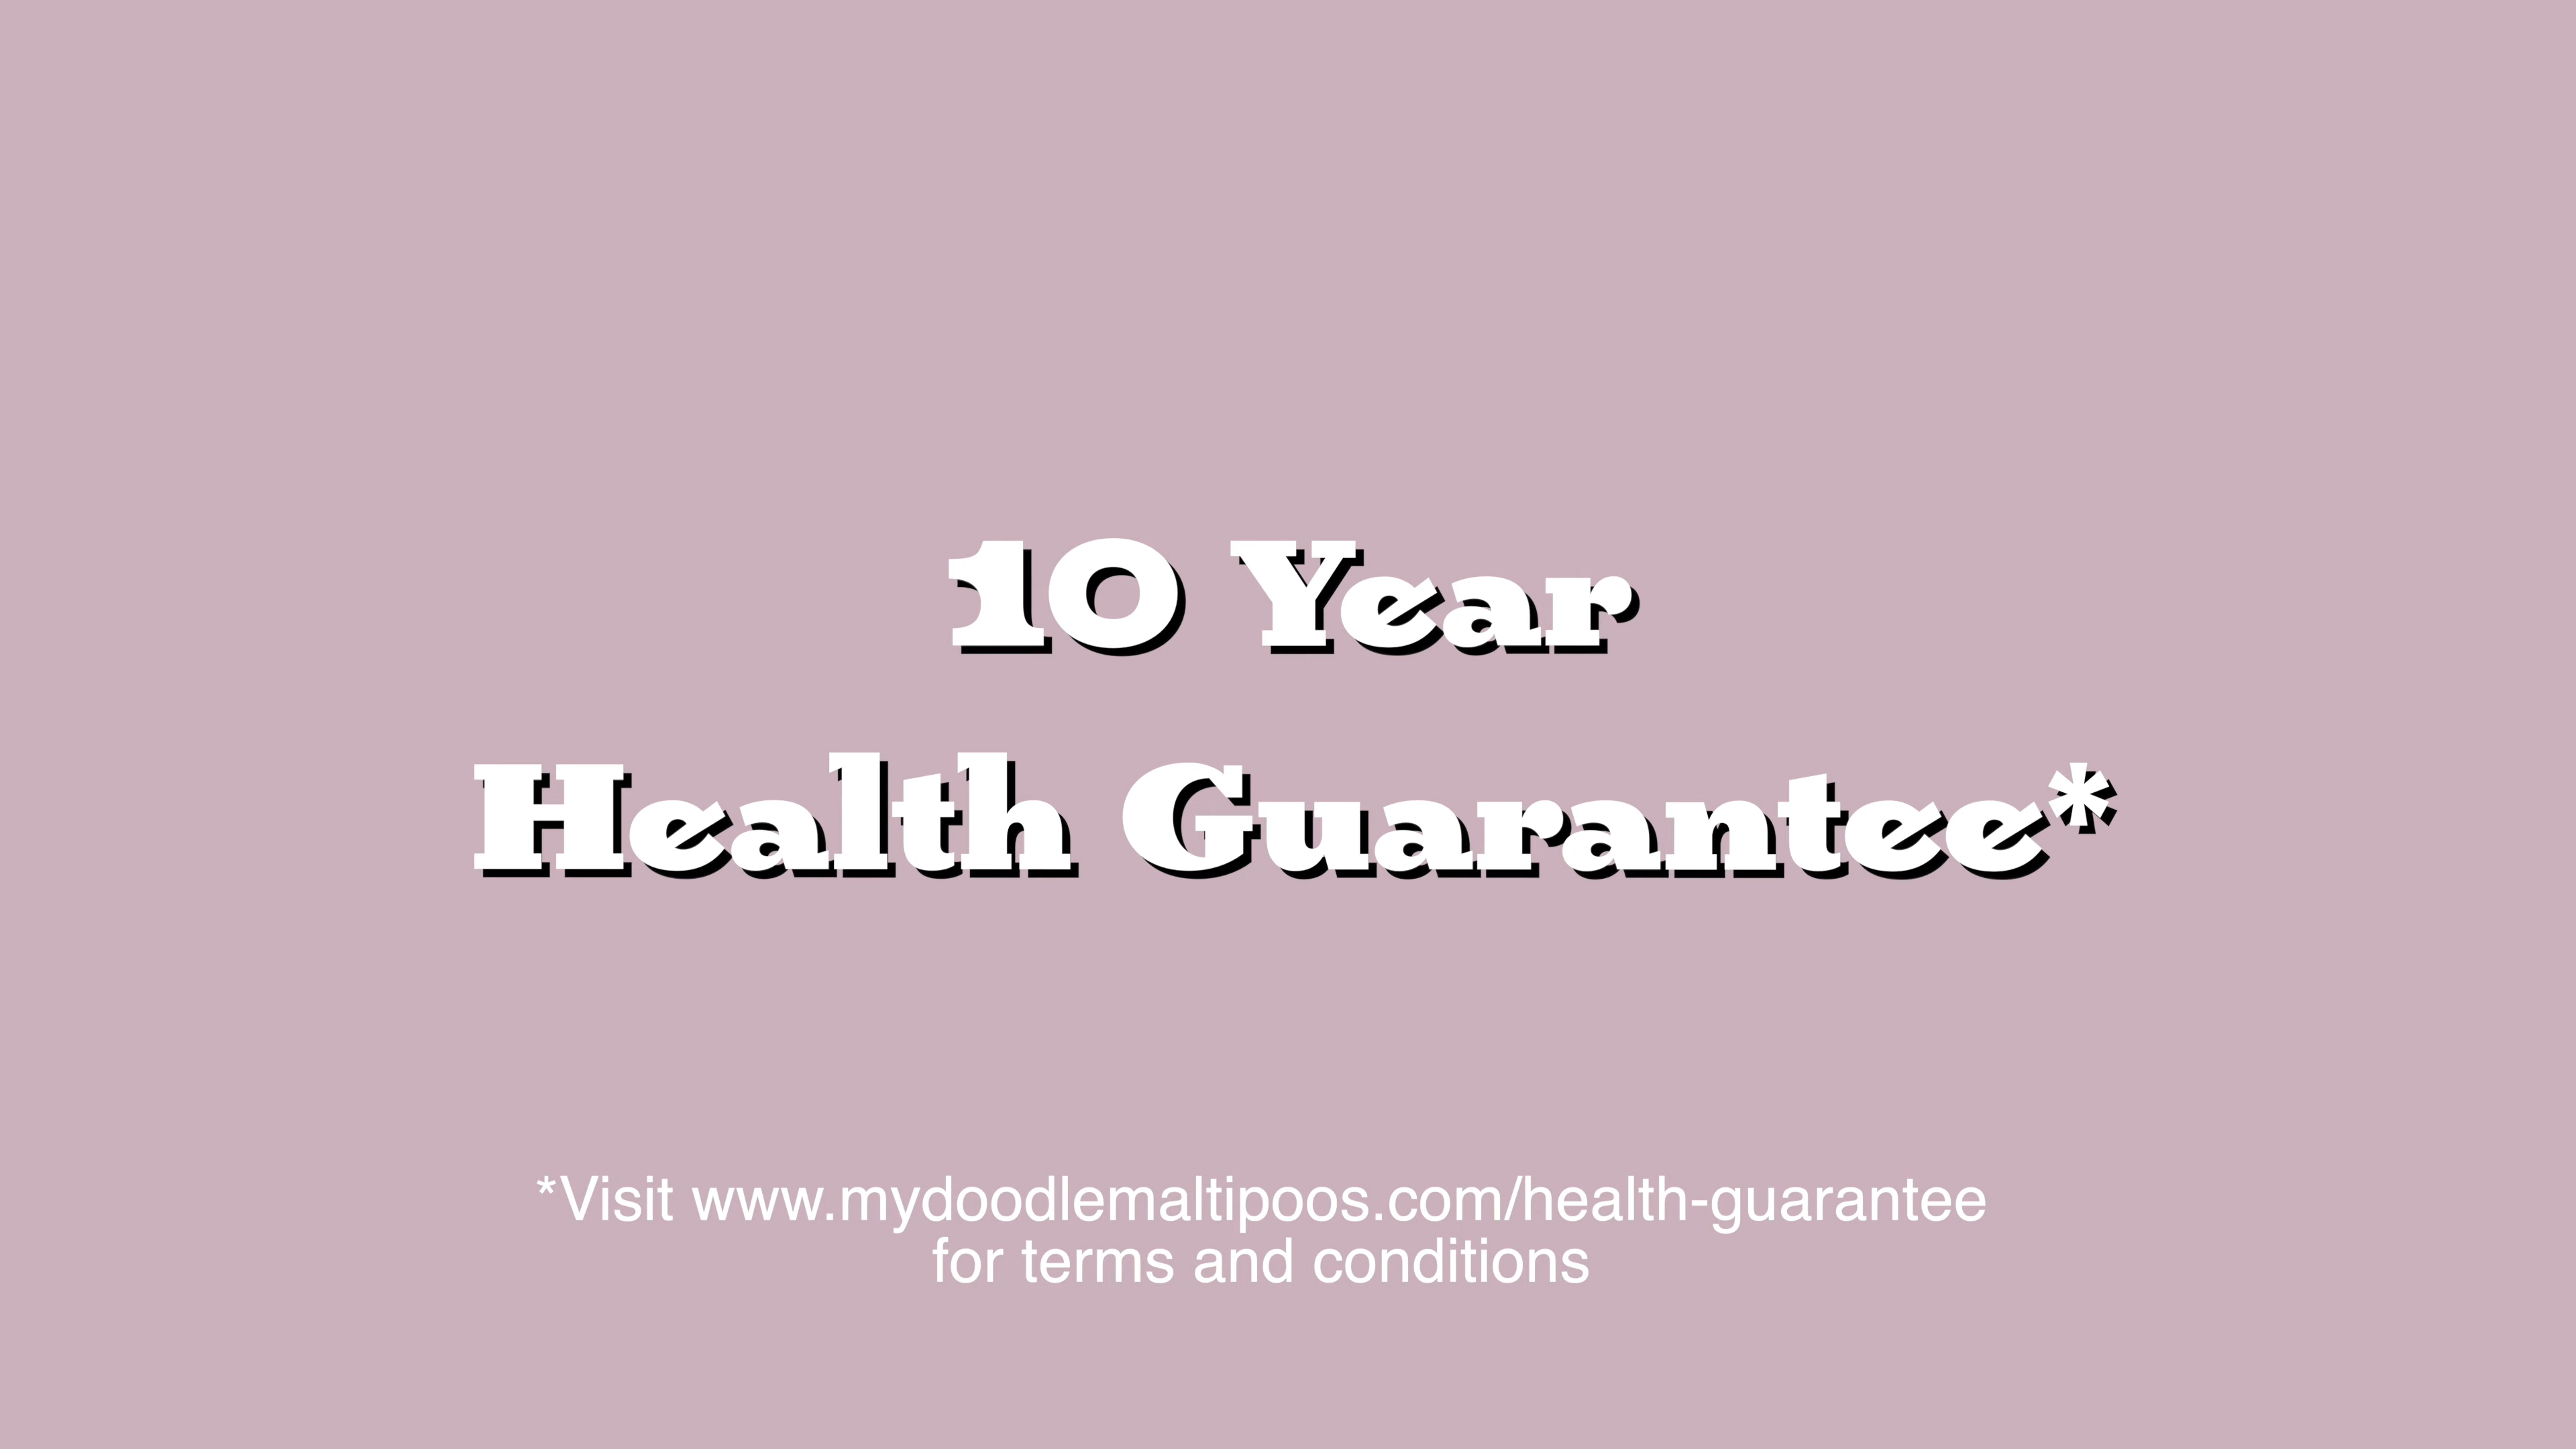 10 Year
Health Guarantee*
*Visit www.mydoodlemaltipoos.com/health-guarantee
for terms and conditions